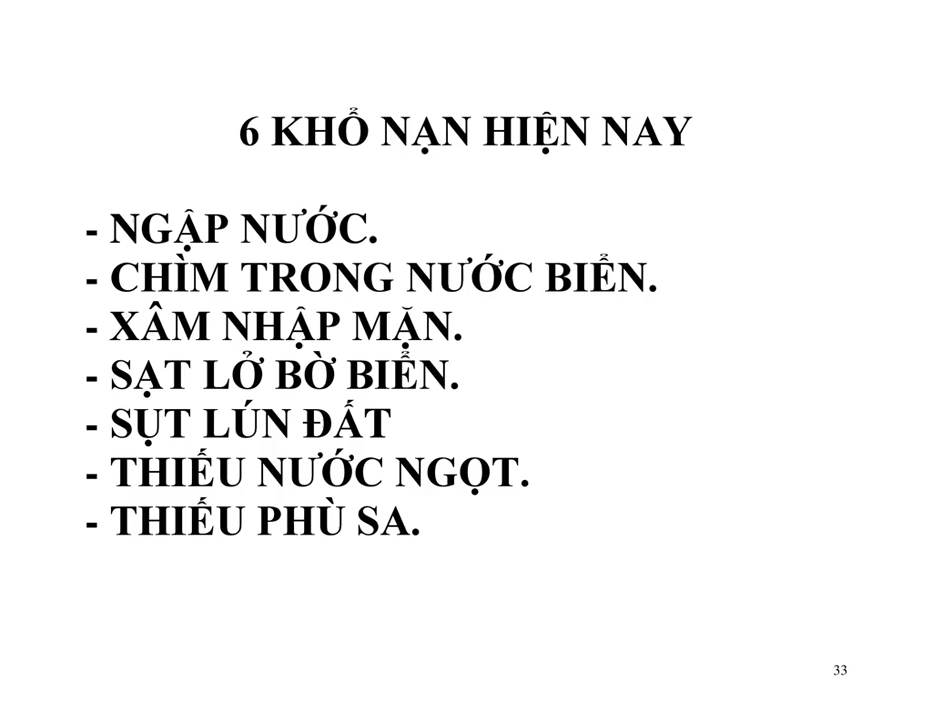 6 KHỔ NẠN HIỆN NAY
- NGẬP NƯỚC.
- CHÌM TRONG NƯỚC BIỂN.
- XÂM NHẬP MẶN.
- SẠT LỞ BỜ BIỂN.
- SỤT LÚN ĐẤT
- THIẾU NƯỚC NGỌT.
- THIẾU PHÙ SA.
33